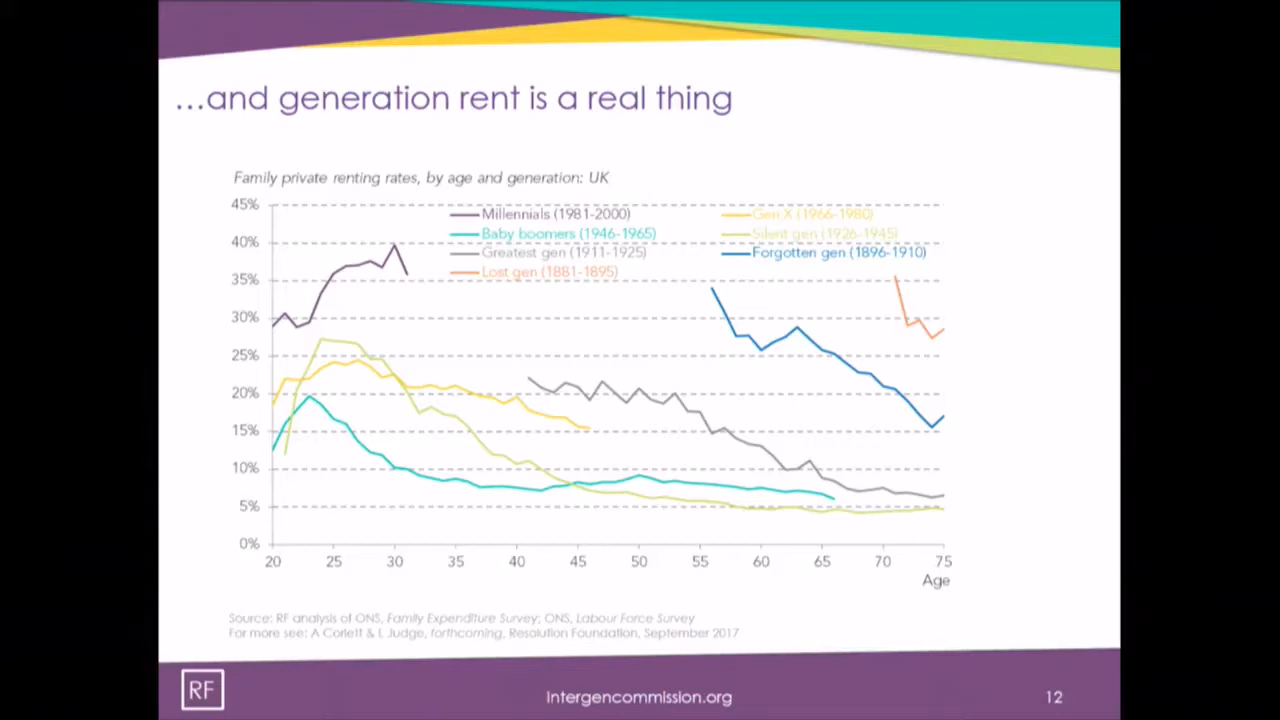 …and generation rent is a real thing
Family private renting rates, by age and generation: UK
45%
40%
35%
30%
25%
20%
15%
10%
5%
0%
Millennials (1981-2000)
Gen X (1966-1980)
Baby boomers (1946-1965)
Silent gen (1926-1945)
Greatest gen (1911-1925)
Forgotten gen (1896-1910)
Lost gen (1881-1895)
20 25 30 35 40 45 50 55 60 65 70 75
Age
Source: RF analysis of ONS, Family Expenditure Survey; ONS, Labour Force Survey
For more see: A Corlett & L Judge, forthcoming, Resolution Foundation, September 2017
RF
intergencommission.org
12